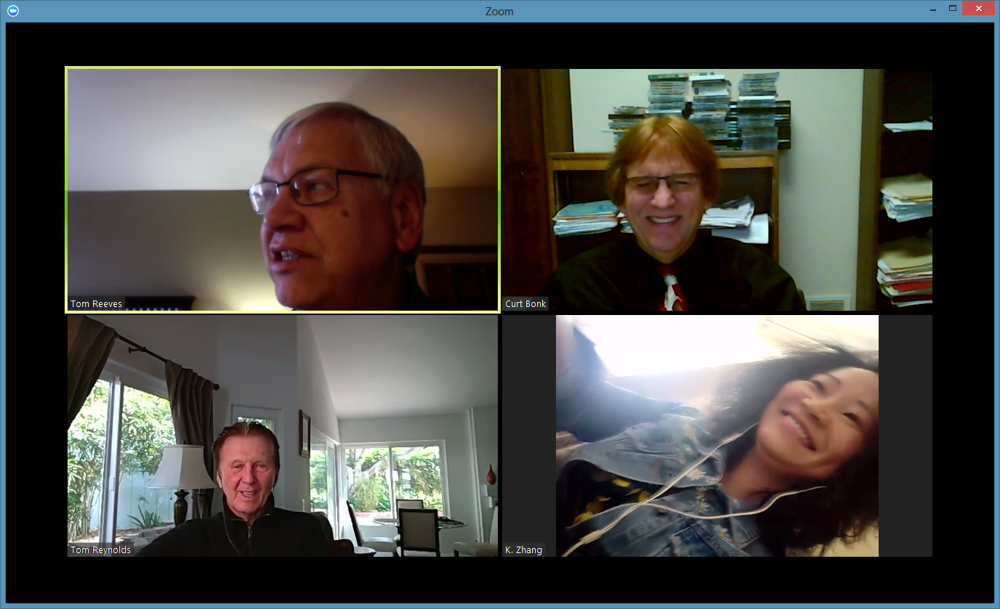 Zoom
Tom Reeves
Curt Bonk
Tom Reynolds
K. Zhang